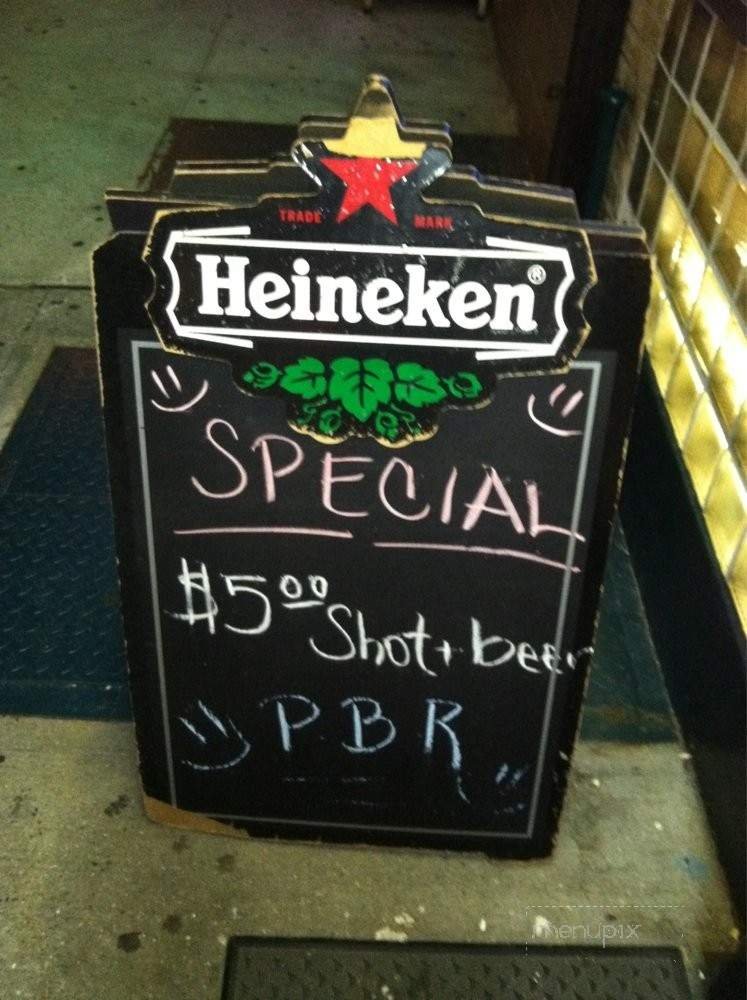 TRADE MARK
Heineken®
SPECIAL
$5.00 Shot + beer
PBR
menupix